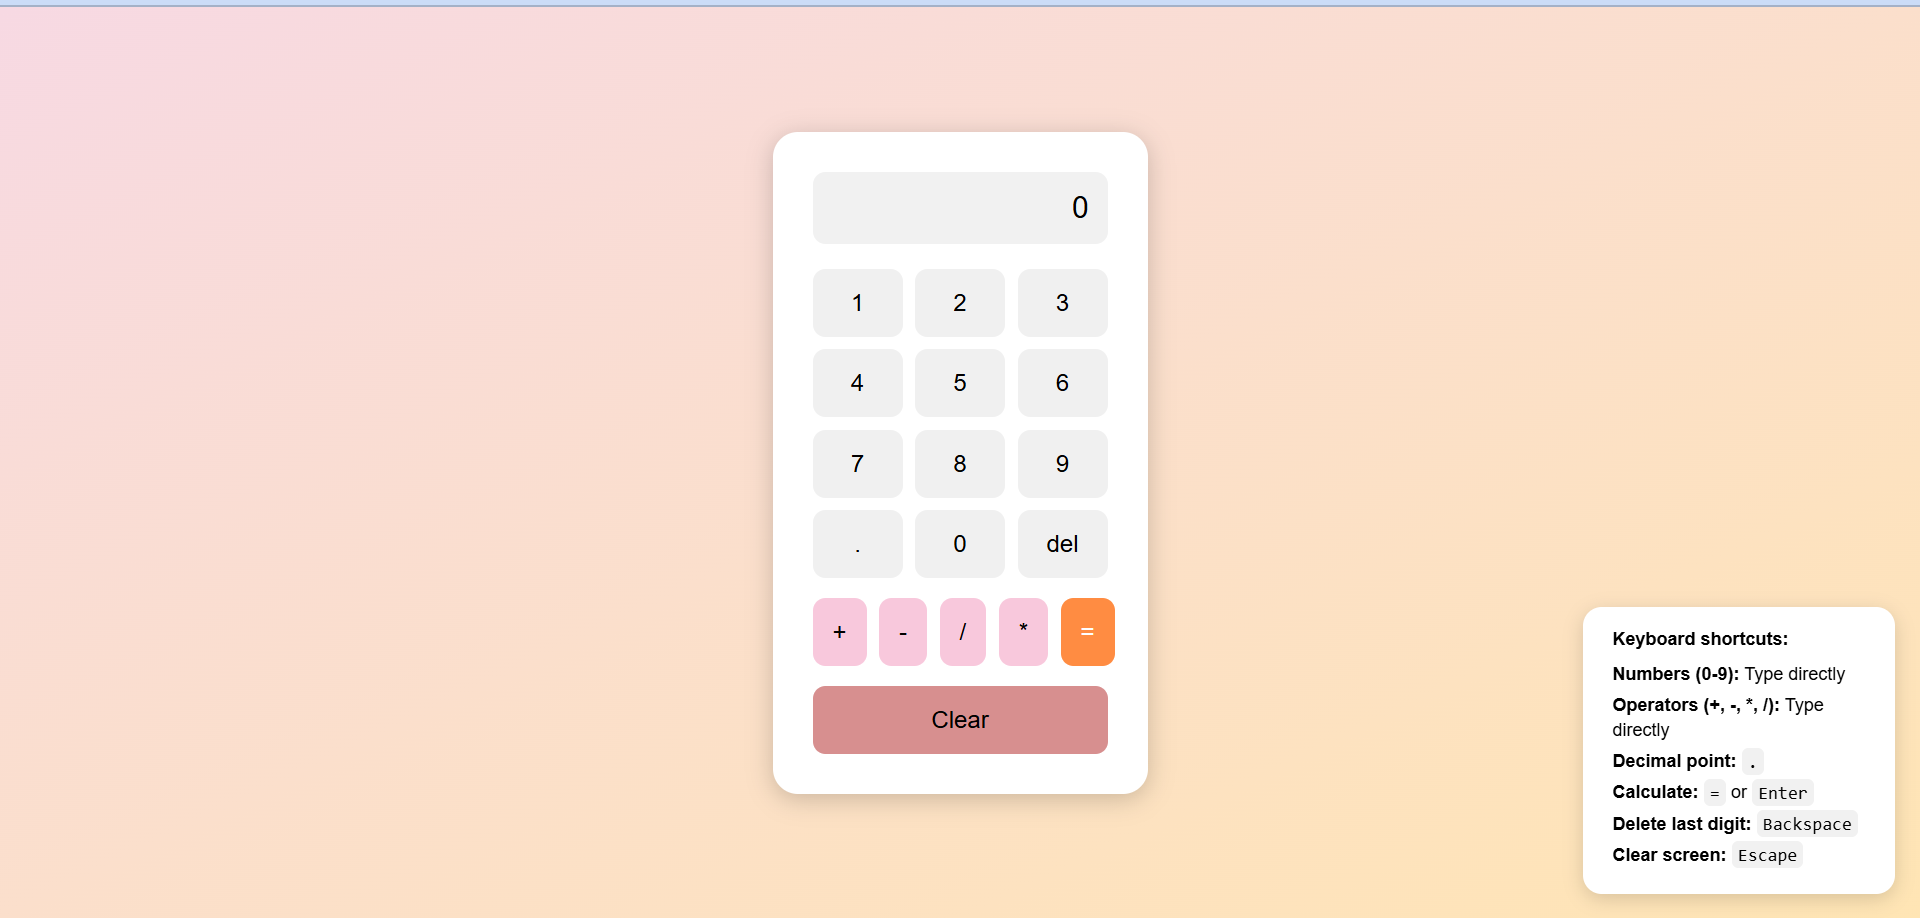 0
1 2 3
4 5 6
7 8 9
. 0 del
+ - / * =
Clear
Keyboard shortcuts:
Numbers (0-9): Type directly
Operators (+, -, *, /): Type
directly
Decimal point: .
Calculate: = or Enter
Delete last digit: Backspace
Clear screen: Escape